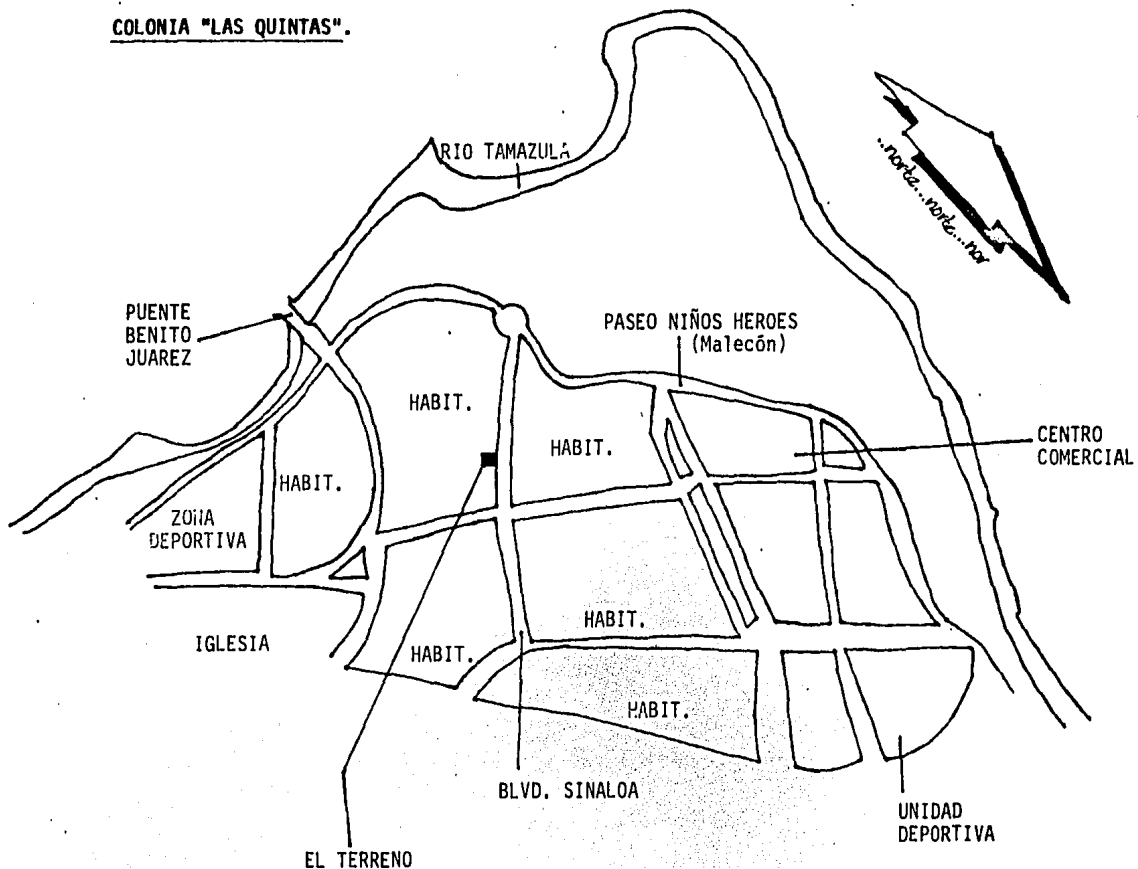 COLONIA "LAS QUINTAS".
RIO TAMAZULA
..norte...norte...nor
PUENTE
BENITO
JUAREZ
PASEO NIÑOS HEROES
(Malecón)
HABIT.
HABIT.
CENTRO
COMERCIAL
HABIT.
ZONA
DEPORTIVA
HABIT.
IGLESIA
HABIT.
HABIT.
BLVD. SINALOA
UNIDAD
DEPORTIVA
EL TERRENO